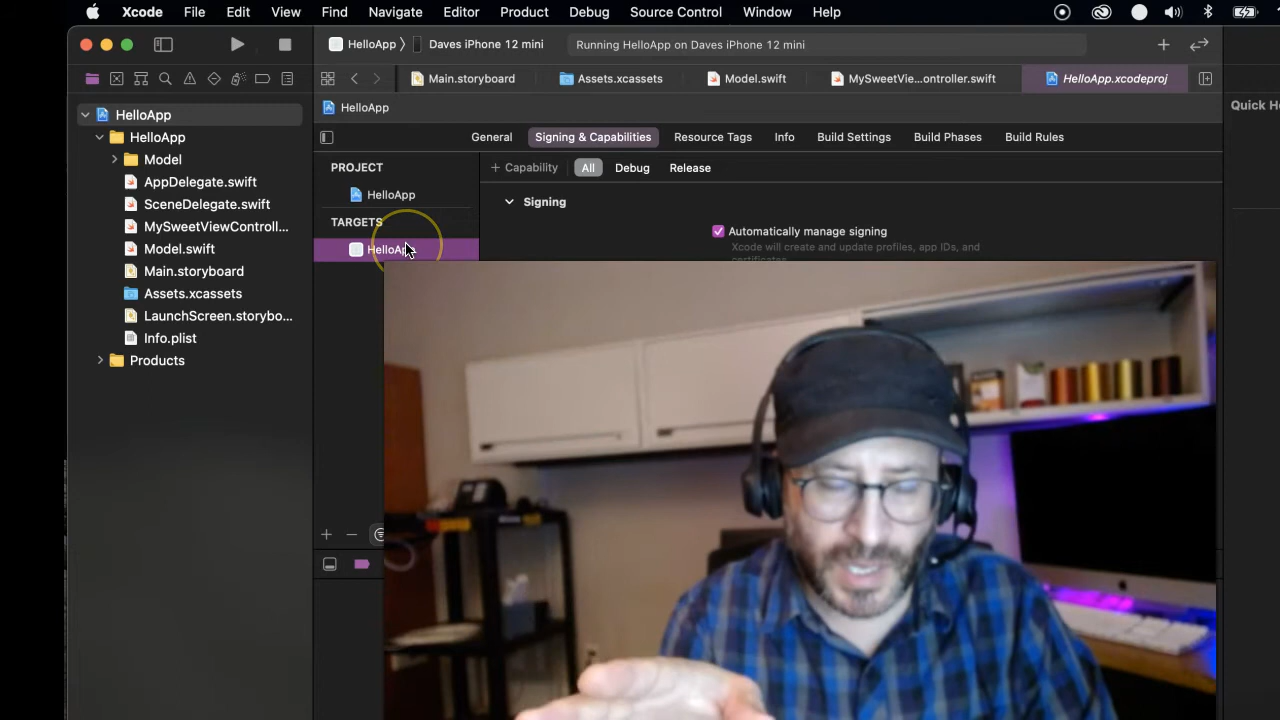 Xcode File Edit View Find Navigate Editor Product Debug Source Control Window Help
HelloApp 〉 Daves iPhone 12 mini Running HelloApp on Daves iPhone 12 mini
Main.storyboard Assets.xcassets Model.swift MySweetVie...ontroller.swift HelloApp.xcodeproj
Quick He
HelloApp
HelloApp
General Signing & Capabilities Resource Tags Info Build Settings Build Phases Build Rules
HelloApp
Model
AppDelegate.swift
SceneDelegate.swift
MySweetViewControll...
Model.swift
Main.storyboard
Assets.xcassets
LaunchScreen.storybo...
Info.plist
Products
PROJECT
HelloApp
TARGETS
HelloApp
+ Capability All Debug Release
Signing
Automatically manage signing
Xcode will create and update profiles, app IDs, and
certificates.